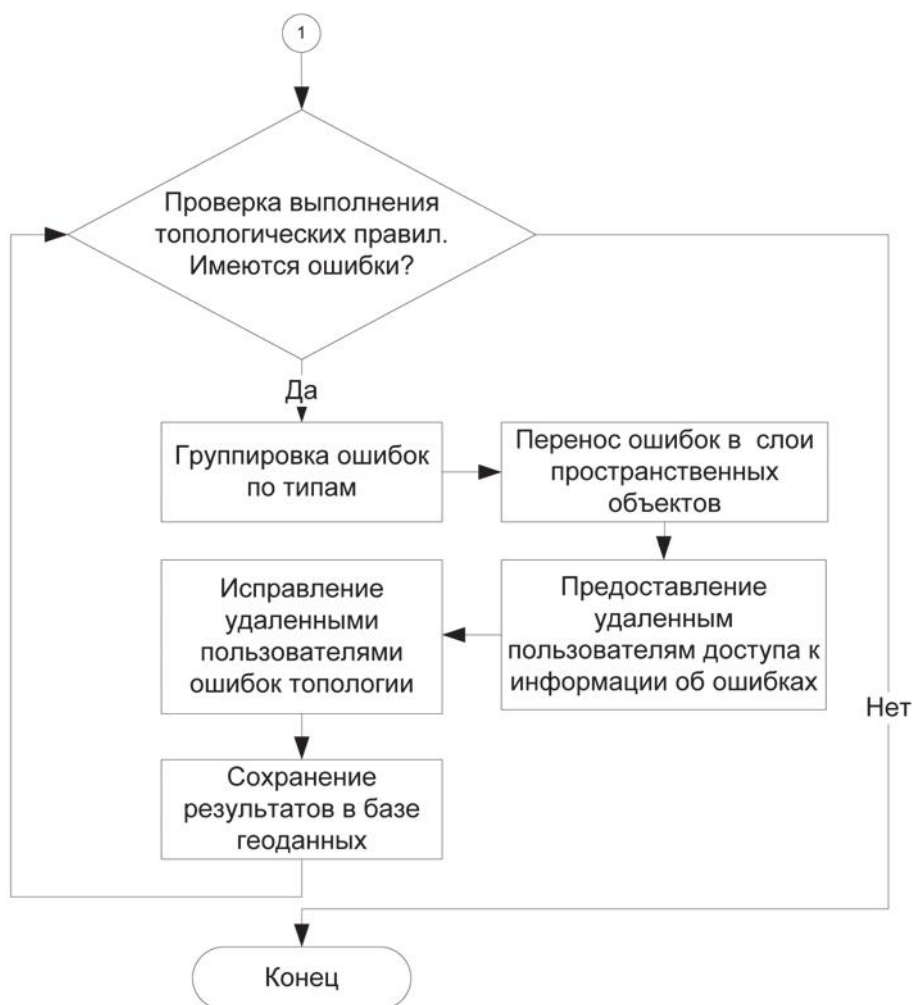 1
Проверка выполнения
топологических правил.
Имеются ошибки?
Да
Группировка ошибок
по типам
Перенос ошибок в слои
пространственных
объектов
Предоставление
удаленным
пользователям доступа к
информации об ошибках
Исправление
удаленными
пользователями
ошибок топологии
Сохранение
результатов в базе
геоданных
Нет
Конец